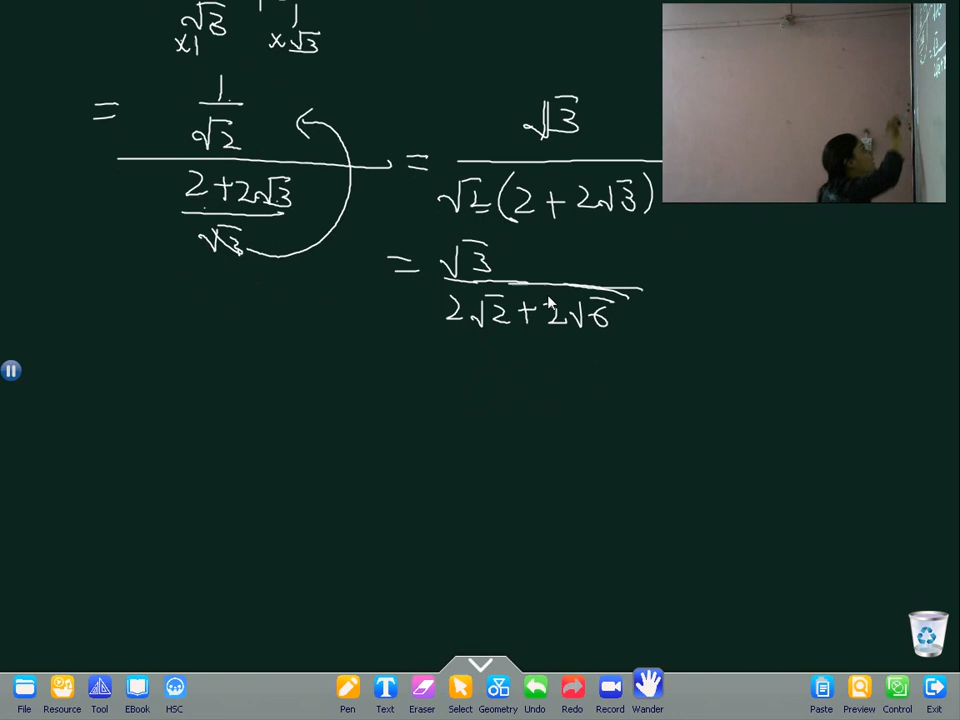 √3 1
×1 ×√3
= 1/√2 / (2+2√3)/√3 = √3 / √2(2+2√3)
= √3 / 2√2+2√6
File Resource Tool EBook HSC Pen Text Eraser Select Geometry Undo Redo Record Wander Paste Preview Control Exit